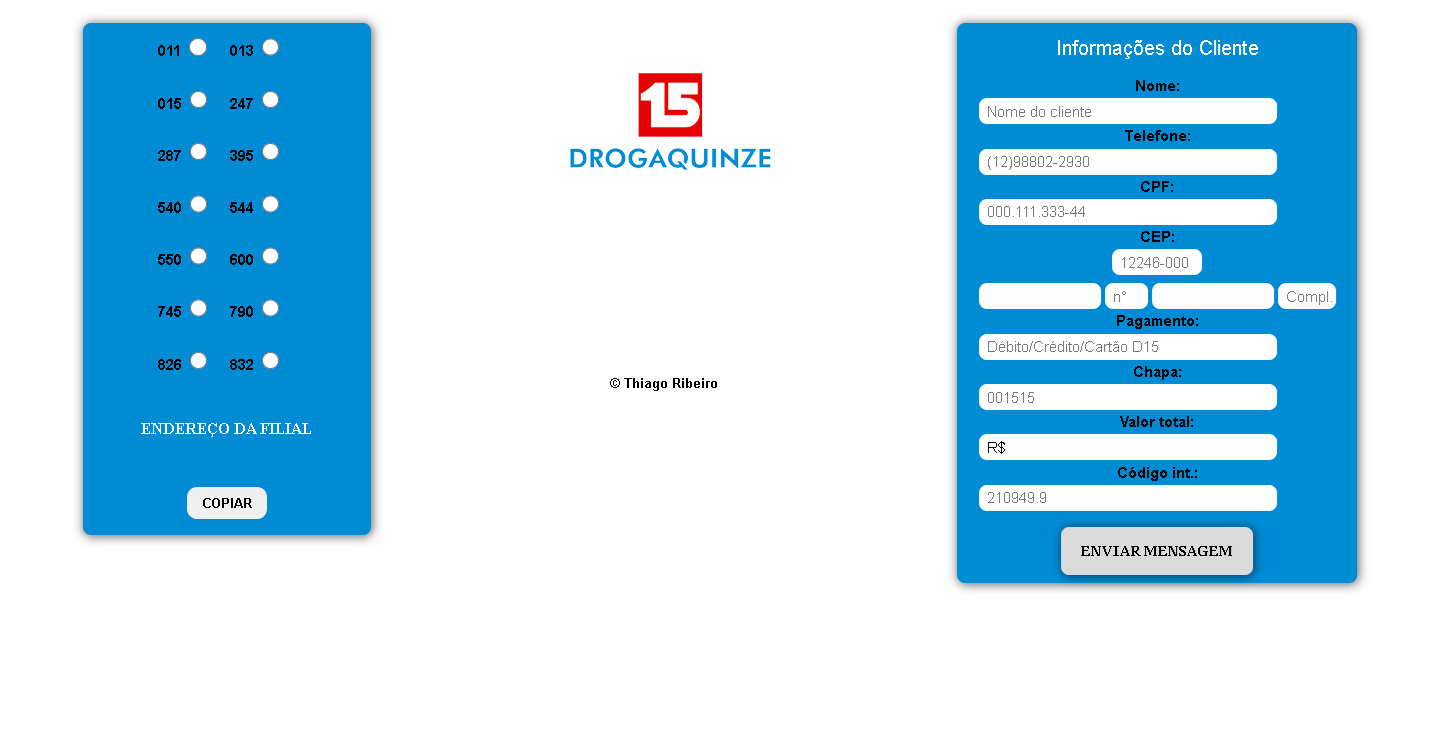 011 013
015 247
287 395
540 544
550 600
745 790
826 832
ENDEREÇO DA FILIAL
COPIAR
15
DROGAQUINZE
© Thiago Ribeiro
Informações do Cliente
Nome:
Nome do cliente
Telefone:
(12)98802-2930
CPF:
000.111.333-44
CEP:
12246-000
n° Compl.
Pagamento:
Débito/Crédito/Cartão D15
Chapa:
001515
Valor total:
R$
Código int.:
210949.9
ENVIAR MENSAGEM